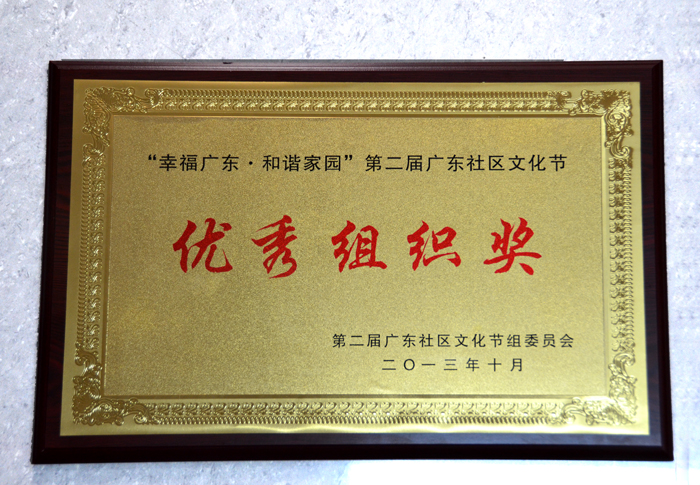 “幸福广东·和谐家园”第二届广东社区文化节
优秀组织奖
第二届广东社区文化节组委员会
二〇一三年十月